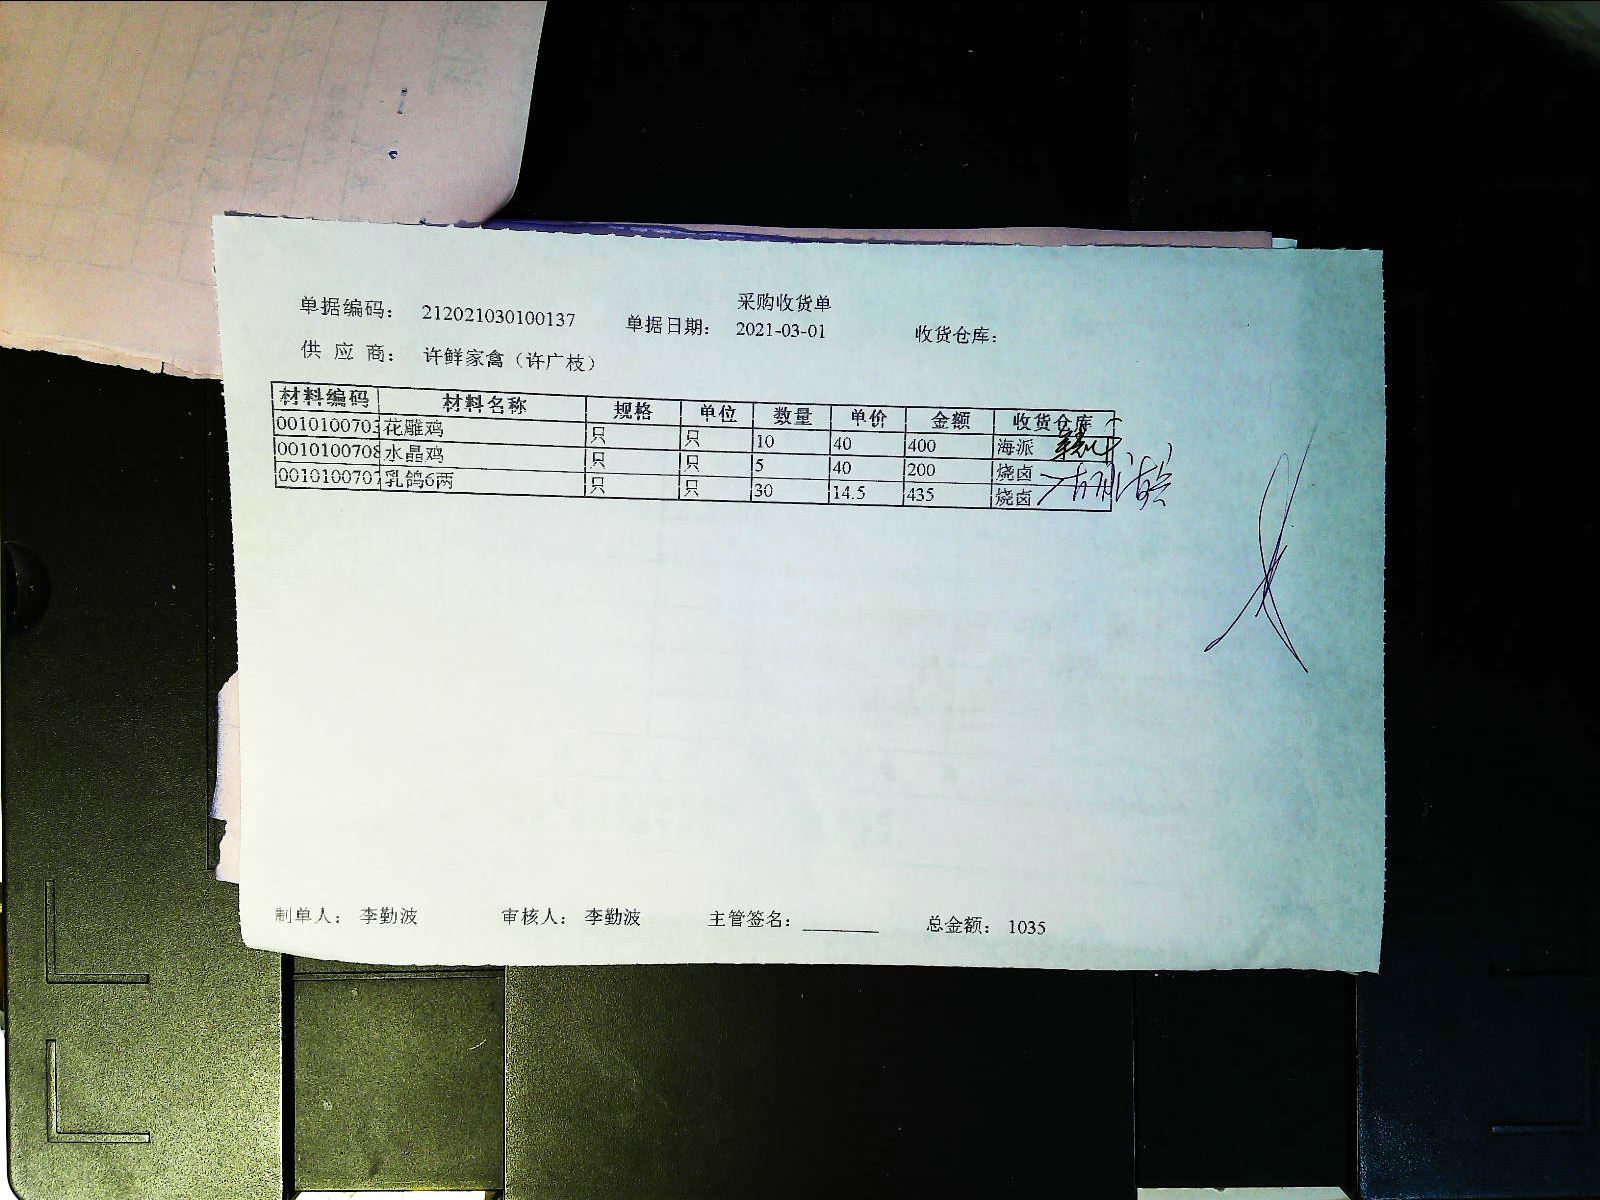 采购收货单
单据编码： 212021030100137 单据日期： 2021-03-01 收货仓库：
供 应 商： 许鲜家禽（许广枝）
材料编码 材料名称 规格 单位 数量 单价 金额 收货仓库
0010100703 花雕鸡 只 只 10 40 400 海派
0010100708 水晶鸡 只 只 5 40 200 烧卤
0010100707 乳鸽6两 只 只 30 14.5 435 烧卤
制单人： 李勤波 审核人： 李勤波 主管签名： 总金额： 1035